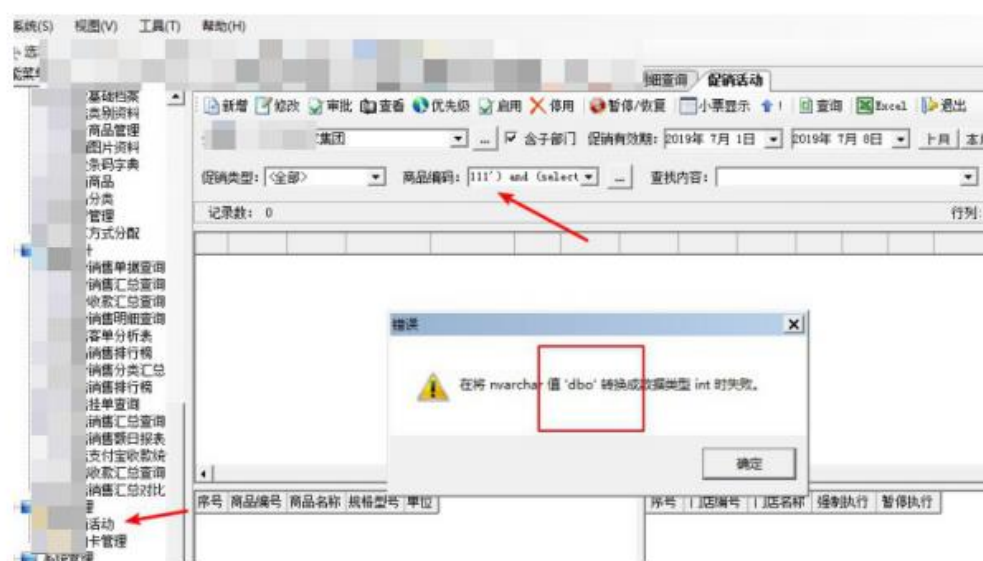 系统(S) 视图(V) 工具(T) 帮助(H)
选
细查询 促销活动
新增 修改 审批 查看 优先级 启用 停用 暂停/恢复 小票显示 查询 Excel 退出
集团 ... 含子部门 促销有效期: 2019年 7月 1日 2019年 7月 8日 上月 本
促销类型: <全部> 商品编码: 111') and (select ... 查找内容:
记录数: 0 行列:
基础档案
类别资料
商品管理
图片资料
条码字典
商品
分类
管理
方式分配
销售单据查询
销售汇总查询
收款汇总查询
销售明细查询
客单分析表
销售排行榜
销售分类汇总
销售排行榜
挂单查询
销售汇总查询
销售额日报表
支付宝收款统
收款汇总查询
销售汇总对比
活动
卡管理
错误
在将 nvarchar 值 'dbo' 转换成数据类型 int 时失败。
确定
序号 商品编号 商品名称 规格型号 单位
序号 门店编号 门店名称 强制执行 暂停执行